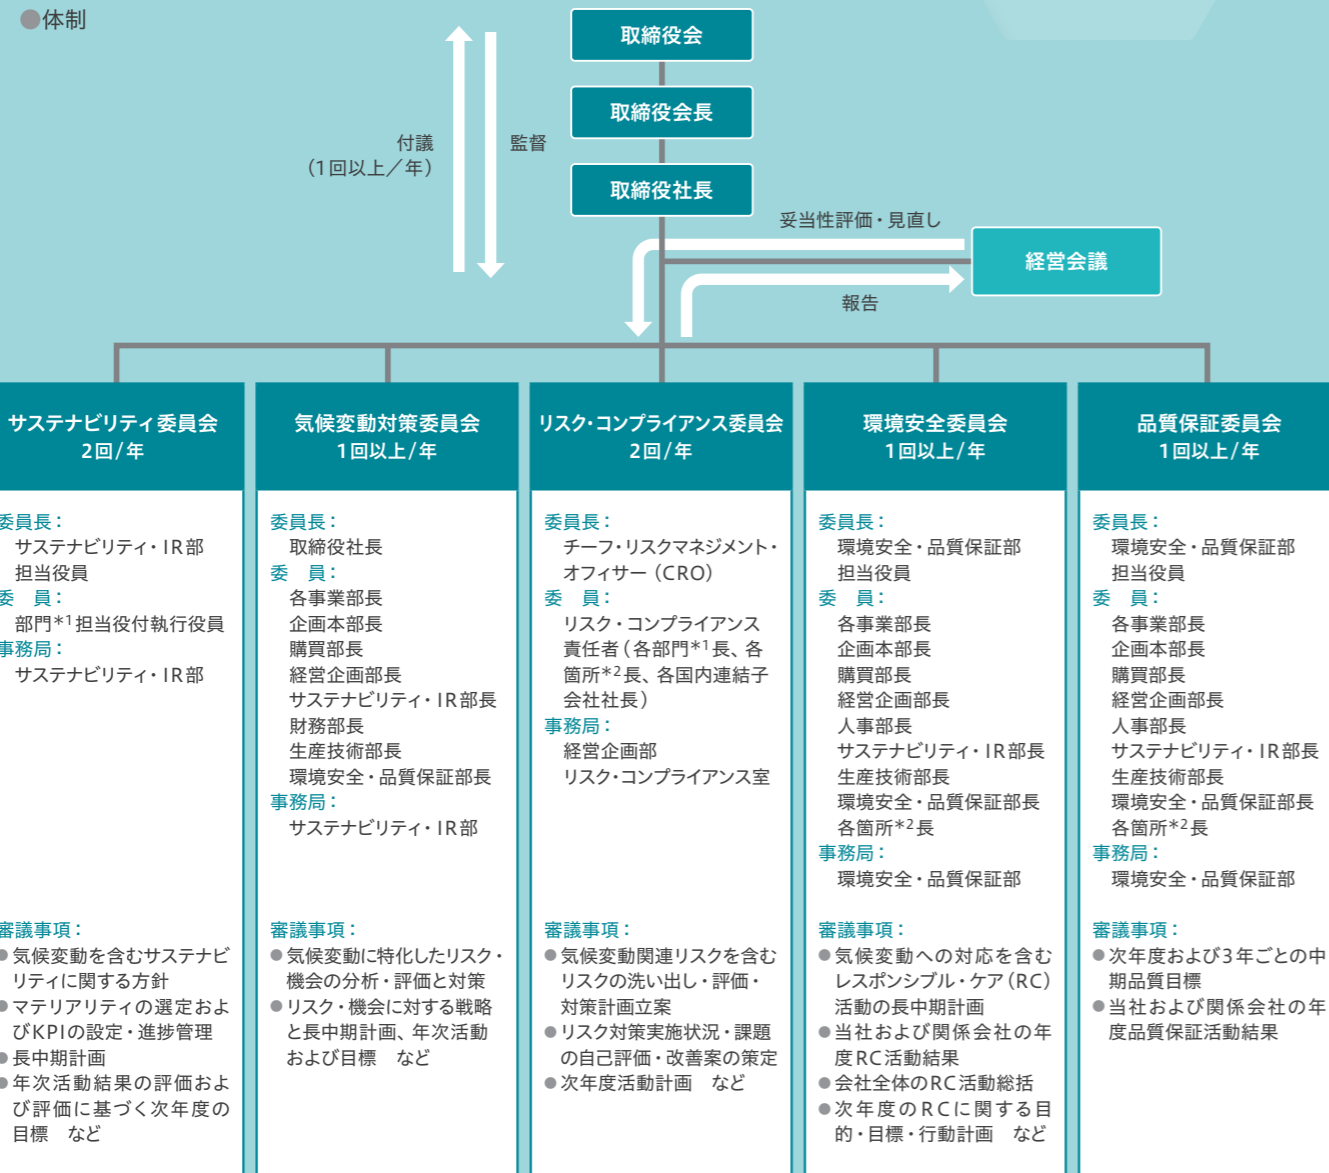 ●体制
取締役会
取締役会長
取締役社長
付議
（1回以上／年）
監督
妥当性評価・見直し
経営会議
報告
サステナビリティ委員会
2回/年
委員長：
サステナビリティ・IR部
担当役員
委　員：
部門*1担当役付執行役員
事務局：
サステナビリティ・IR部
審議事項：
●気候変動を含むサステナビ
リティに関する方針
●マテリアリティの選定およ
びKPIの設定・進捗管理
●長中期計画
●年次活動結果の評価およ
び評価に基づく次年度の
目標　など
気候変動対策委員会
1回以上/年
委員長：
取締役社長
委　員：
各事業部長
企画本部長
購買部長
経営企画部長
サステナビリティ・IR部長
財務部長
生産技術部長
環境安全・品質保証部長
事務局：
サステナビリティ・IR部
審議事項：
●気候変動に特化したリスク・
機会の分析・評価と対策
●リスク・機会に対する戦略
と長中期計画、年次活動
および目標　など
リスク・コンプライアンス委員会
2回/年
委員長：
チーフ・リスクマネジメント・
オフィサー（CRO）
委　員：
リスク・コンプライアンス
責任者（各部門*1長、各
箇所*2長、各国内連結子
会社社長）
事務局：
経営企画部
リスク・コンプライアンス室
審議事項：
●気候変動関連リスクを含む
リスクの洗い出し・評価・
対策計画立案
●リスク対策実施状況・課題
の自己評価・改善案の策定
●次年度活動計画　など
環境安全委員会
1回以上/年
委員長：
環境安全・品質保証部
担当役員
委　員：
各事業部長
企画本部長
購買部長
経営企画部長
人事部長
サステナビリティ・IR部長
生産技術部長
環境安全・品質保証部長
各箇所*2長
事務局：
環境安全・品質保証部
審議事項：
●気候変動への対応を含む
レスポンシブル・ケア（RC）
活動の長中期計画
●当社および関係会社の年
度RC活動結果
●会社全体のRC活動総括
●次年度のRCに関する目
的・目標・行動計画　など
品質保証委員会
1回以上/年
委員長：
環境安全・品質保証部
担当役員
委　員：
各事業部長
企画本部長
購買部長
経営企画部長
人事部長
サステナビリティ・IR部長
生産技術部長
環境安全・品質保証部長
各箇所*2長
事務局：
環境安全・品質保証部
審議事項：
●次年度および3年ごとの中
期品質目標
●当社および関係会社の年
度品質保証活動結果